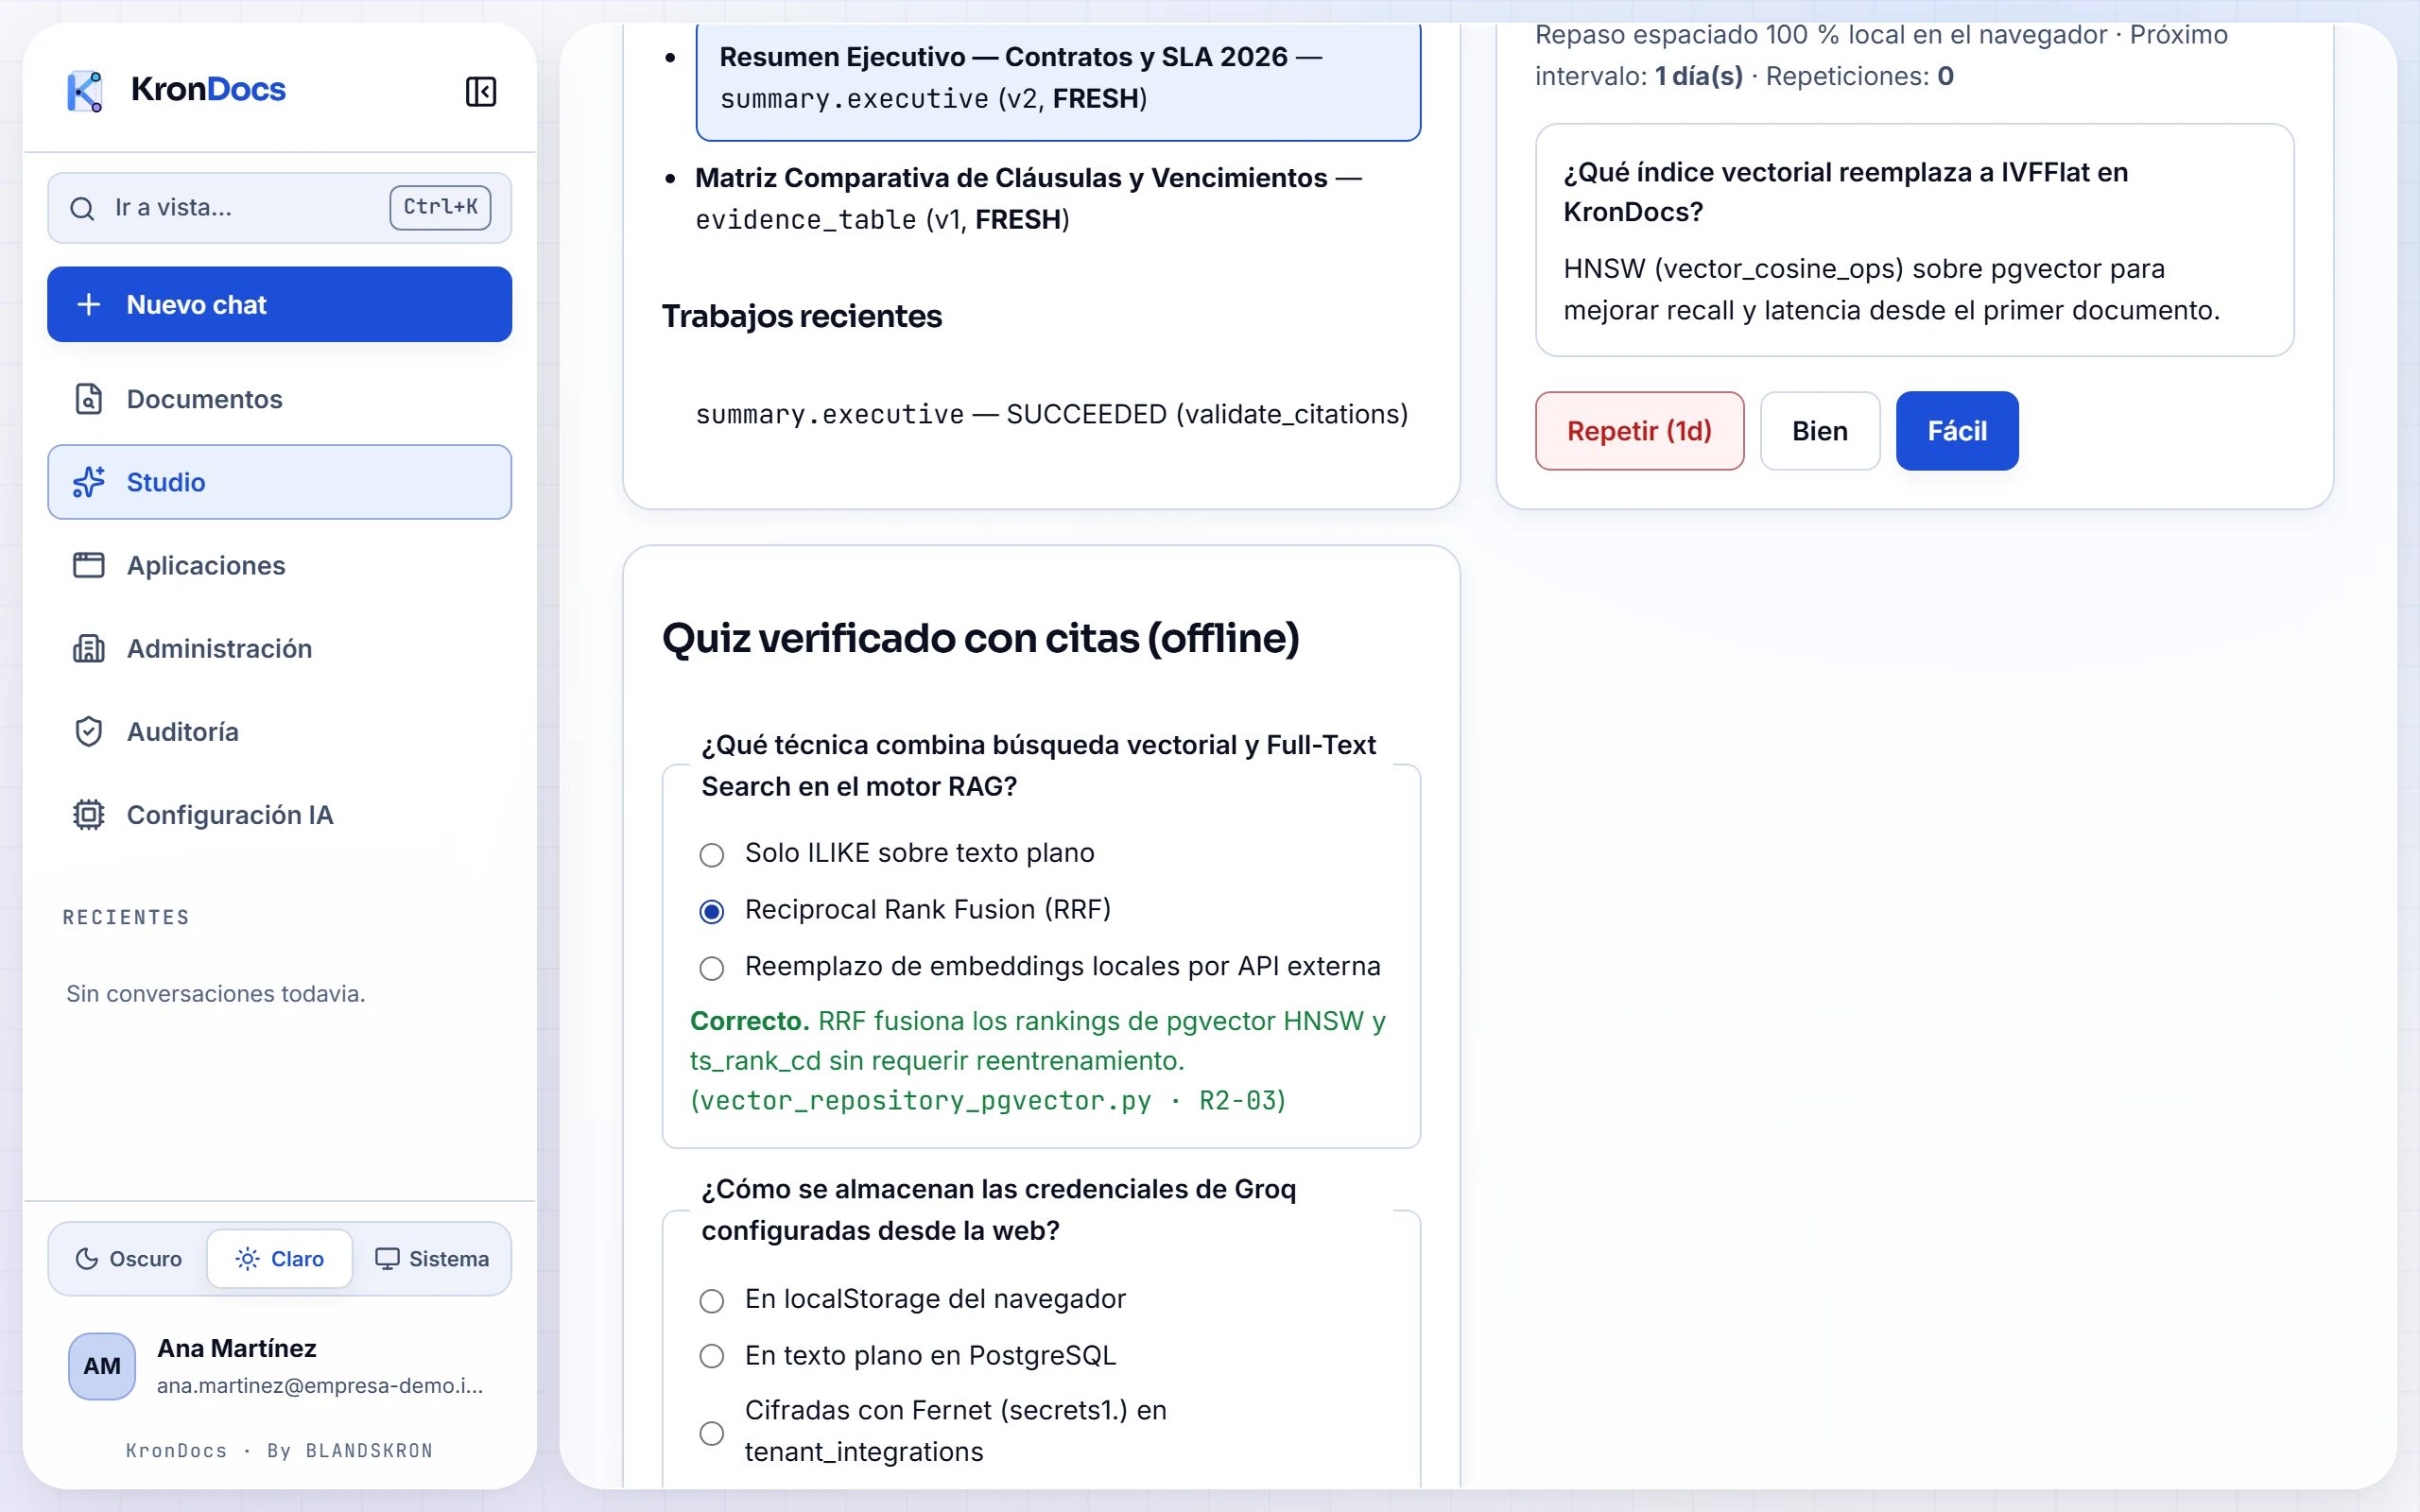 KronDocs
Ir a vista...
Ctrl+K
Nuevo chat
Documentos
Studio
Aplicaciones
Administración
Auditoría
Configuración IA
RECIENTES
Sin conversaciones todavia.
Oscuro
Claro
Sistema
AM
Ana Martínez
ana.martinez@empresa-demo.i...
KronDocs · By BLANDSKRON
Resumen Ejecutivo — Contratos y SLA 2026 —
summary.executive (v2, FRESH)
Matriz Comparativa de Cláusulas y Vencimientos —
evidence_table (v1, FRESH)
Trabajos recientes
summary.executive — SUCCEEDED (validate_citations)
Repaso espaciado 100 % local en el navegador · Próximo
intervalo: 1 día(s) · Repeticiones: 0
¿Qué índice vectorial reemplaza a IVFFlat en
KronDocs?
HNSW (vector_cosine_ops) sobre pgvector para
mejorar recall y latencia desde el primer documento.
Repetir (1d)
Bien
Fácil
Quiz verificado con citas (offline)
¿Qué técnica combina búsqueda vectorial y Full-Text
Search en el motor RAG?
Solo ILIKE sobre texto plano
Reciprocal Rank Fusion (RRF)
Reemplazo de embeddings locales por API externa
Correcto. RRF fusiona los rankings de pgvector HNSW y
ts_rank_cd sin requerir reentrenamiento.
(vector_repository_pgvector.py · R2-03)
¿Cómo se almacenan las credenciales de Groq
configuradas desde la web?
En localStorage del navegador
En texto plano en PostgreSQL
Cifradas con Fernet (secrets1.) en
tenant_integrations